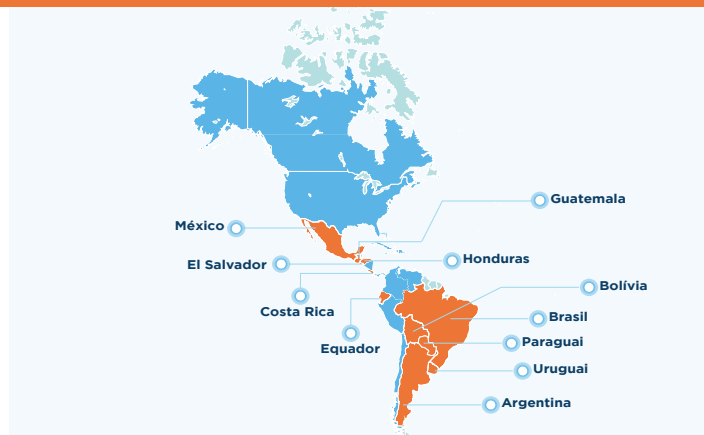 Guatemala
México
Honduras
El Salvador
Bolívia
Costa Rica
Brasil
Equador
Paraguai
Uruguai
Argentina